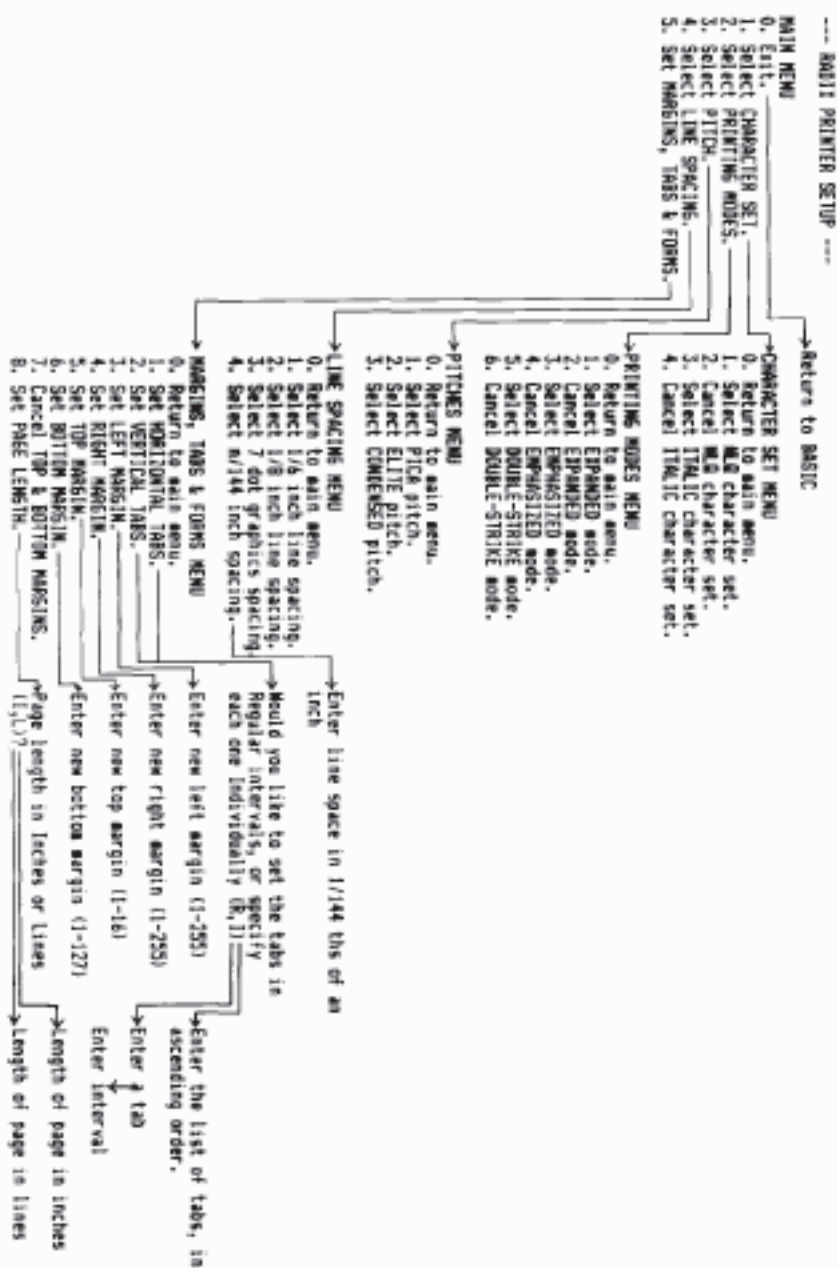 --- RADII PRINTER SETUP ---
MAIN MENU
0. Exit.
1. Select CHARACTER SET.
2. Select PRINTING MODES.
3. Select PITCH.
4. Select LINE SPACING.
5. Set MARGINS, TABS & FORMS.
Return to BASIC
CHARACTER SET MENU
0. Return to main menu.
1. Select NLQ character set.
2. Cancel NLQ character set.
3. Select ITALIC character set.
4. Cancel ITALIC character set.
PRINTING MODES MENU
0. Return to main menu.
1. Select EXPANDED mode.
2. Cancel EXPANDED mode.
3. Select EMPHASIZED mode.
4. Cancel EMPHASIZED mode.
5. Select DOUBLE-STRIKE mode.
6. Cancel DOUBLE-STRIKE mode.
PITCHES MENU
0. Return to main menu.
1. Select PICA pitch.
2. Select ELITE pitch.
3. Select CONDENSED pitch.
LINE SPACING MENU
0. Return to main menu.
1. Select 1/6 inch line spacing.
2. Select 1/8 inch line spacing.
3. Select 7 dot graphics spacing.
4. Select n/144 inch spacing.
MARGINS, TABS & FORMS MENU
0. Return to main menu.
1. Set HORIZONTAL TABS.
2. Set VERTICAL TABS.
3. Set LEFT MARGIN.
4. Set RIGHT MARGIN.
5. Set TOP MARGIN.
6. Set BOTTOM MARGIN.
7. Cancel TOP & BOTTOM MARGINS.
8. Set PAGE LENGTH.
Enter line space in 1/144 ths of an
inch
Would you like to set the tabs in
Regular intervals, or specify
each one Individually (R,I)
Enter new left margin (1-255)
Enter new right margin (1-255)
Enter new top margin (1-16)
Enter new bottom margin (1-127)
Page length in Inches or Lines
(I,L)?
Enter the list of tabs, in
ascending order.
Enter a tab
Enter interval
Length of page in inches
Length of page in lines